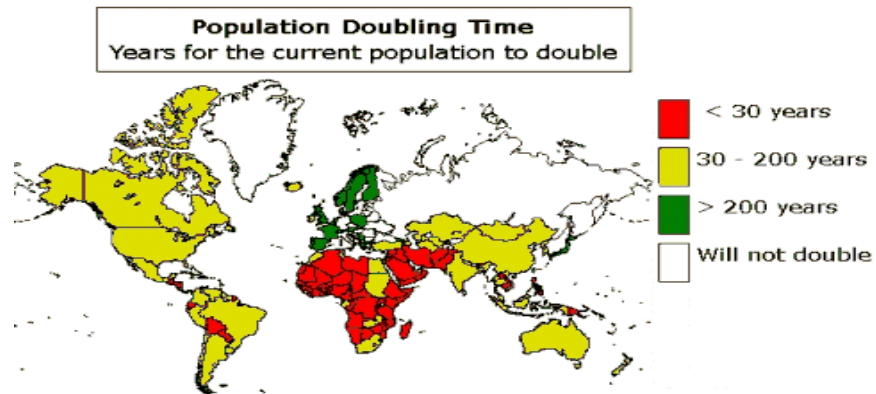 Population Doubling Time
Years for the current population to double
< 30 years
30 - 200 years
> 200 years
Will not double